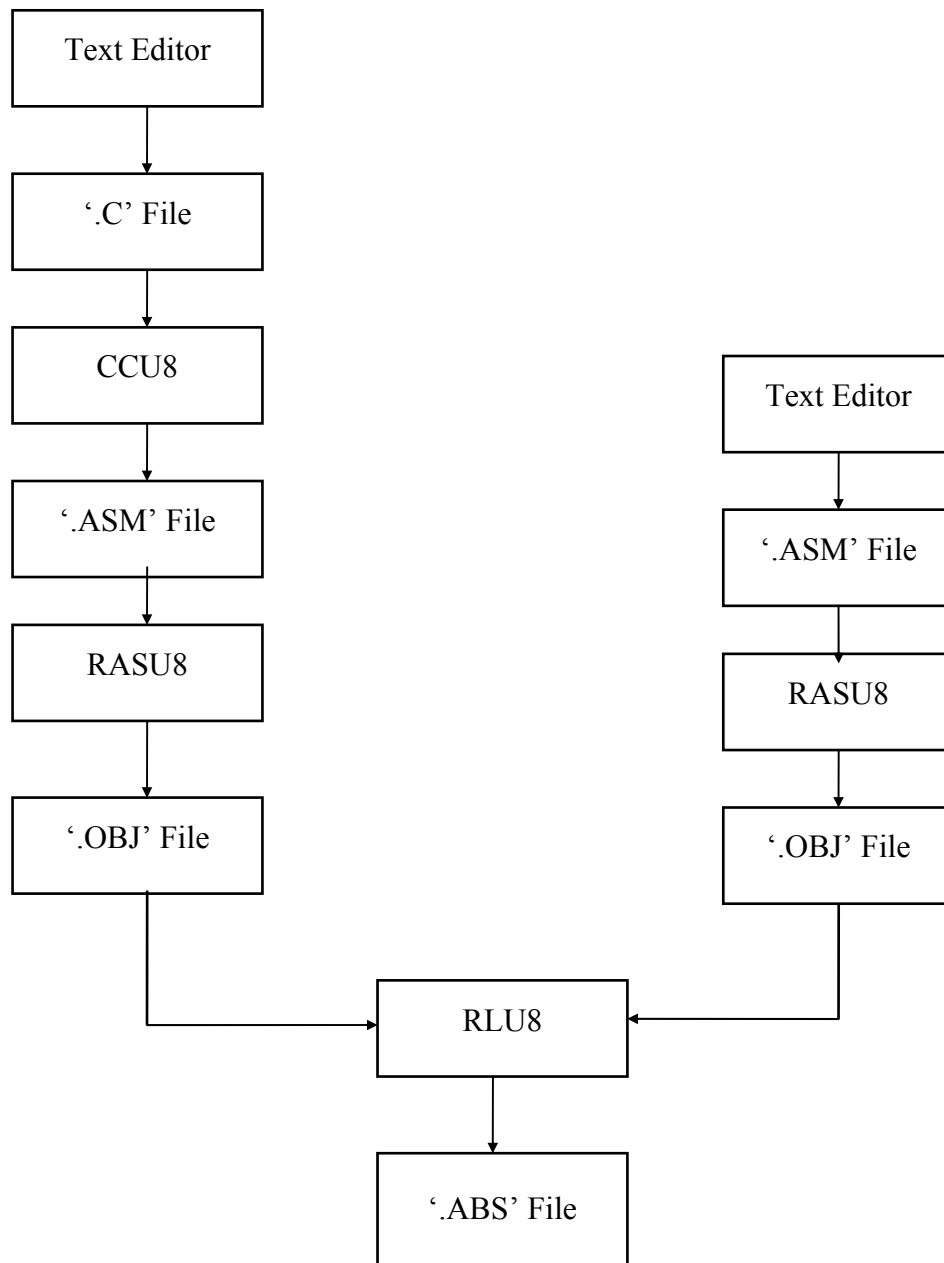 Text Editor
‘.C’ File
CCU8
‘.ASM’ File
RASU8
‘.OBJ’ File
Text Editor
‘.ASM’ File
RASU8
‘.OBJ’ File
RLU8
‘.ABS’ File